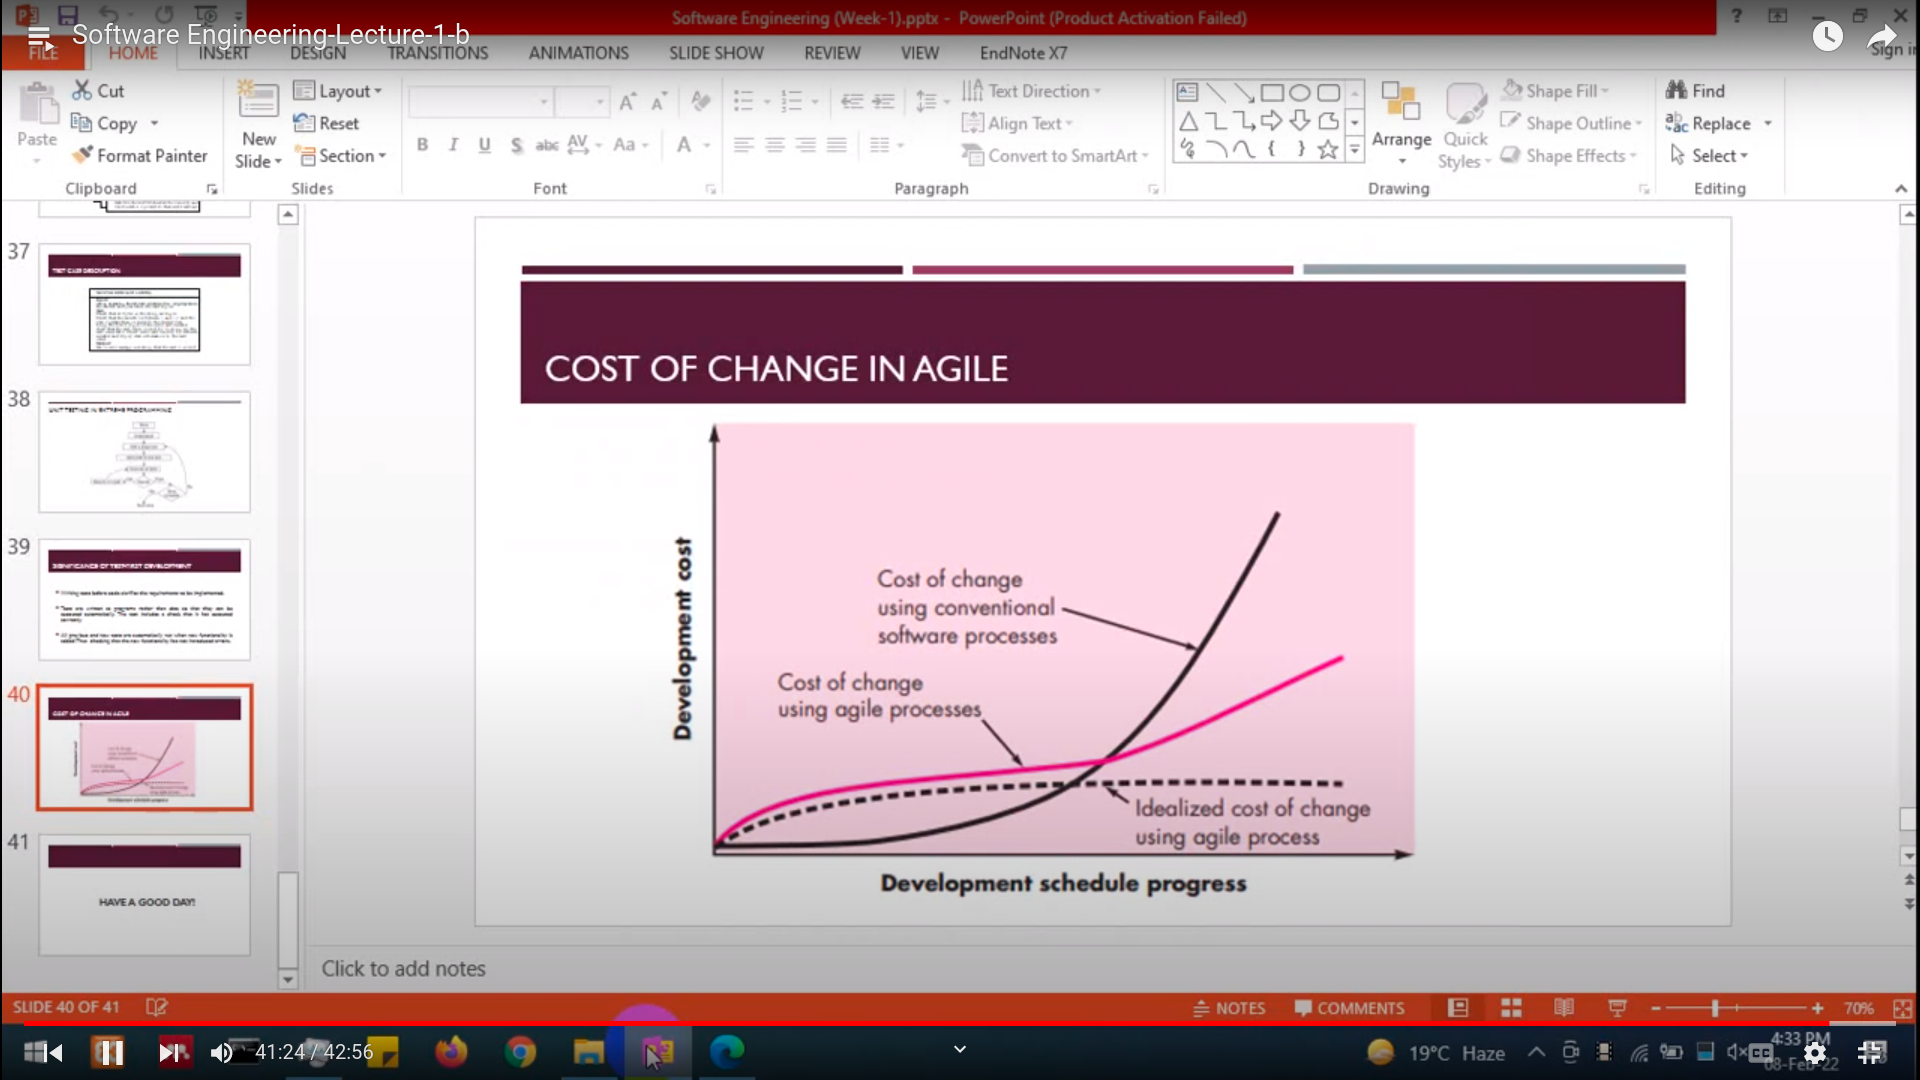 Software Engineering (Week-1).pptx - PowerPoint (Product Activation Failed)
Software Engineering-Lecture-1-b
Sign in
FILE HOME INSERT DESIGN TRANSITIONS ANIMATIONS SLIDE SHOW REVIEW VIEW EndNote X7
Paste
Cut
Copy
Format Painter
Clipboard
New
Slide
Layout
Reset
Section
Slides
Font
Text Direction
Align Text
Convert to SmartArt
Paragraph
Arrange
Quick
Styles
Shape Fill
Shape Outline
Shape Effects
Drawing
Find
Replace
Select
Editing
37
TEST CASE DESCRIPTION
38
UNIT TESTING IN EXTREME PROGRAMMING
39
SIGNIFICANCE OF TEST-FIRST DEVELOPMENT
40
COST OF CHANGE IN AGILE
41
HAVE A GOOD DAY!
COST OF CHANGE IN AGILE
Development cost
Cost of change
using conventional
software processes
Cost of change
using agile processes
Idealized cost of change
using agile process
Development schedule progress
Click to add notes
SLIDE 40 OF 41
NOTES
COMMENTS
70%
41:24 / 42:56
19°C Haze
CC
4:33 PM
08-Feb-22